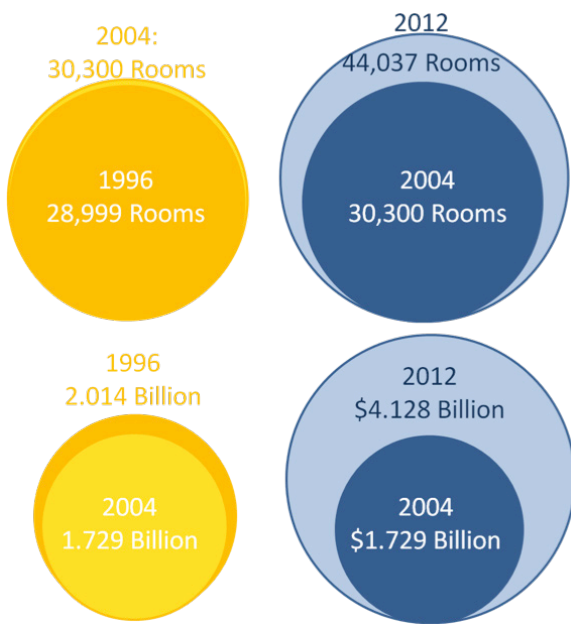 2004:
30,300 Rooms
1996
28,999 Rooms
2012
44,037 Rooms
2004
30,300 Rooms
1996
2.014 Billion
2004
1.729 Billion
2012
$4.128 Billion
2004
$1.729 Billion